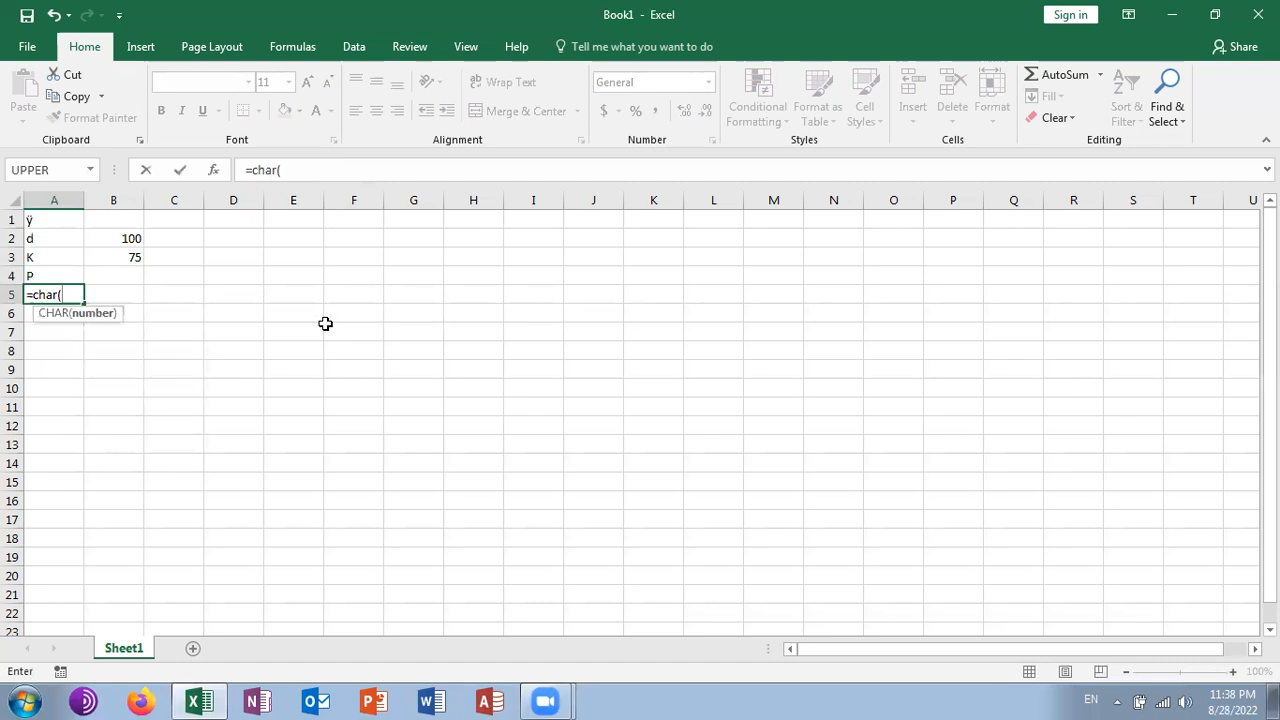 Book1 - Excel
Sign in
File Home Insert Page Layout Formulas Data Review View Help Tell me what you want to do Share
Paste
Cut
Copy
Format Painter
Clipboard
11
B I U
A
Font
Wrap Text
Merge & Center
Alignment
General
$ % ,
Number
Conditional Formatting
Format as Table
Cell Styles
Styles
Insert Delete Format
Cells
AutoSum
Fill
Clear
Sort & Filter
Find & Select
Editing
UPPER fx =char(
A B C D E F G H I J K L M N O P Q R S T U
1 ÿ
2 d 100
3 K 75
4 P
5 =char(
6 CHAR(number)
7
8
9
10
11
12
13
14
15
16
17
18
19
20
21
22
23
Sheet1
Enter 100%
EN
11:38 PM
8/28/2022